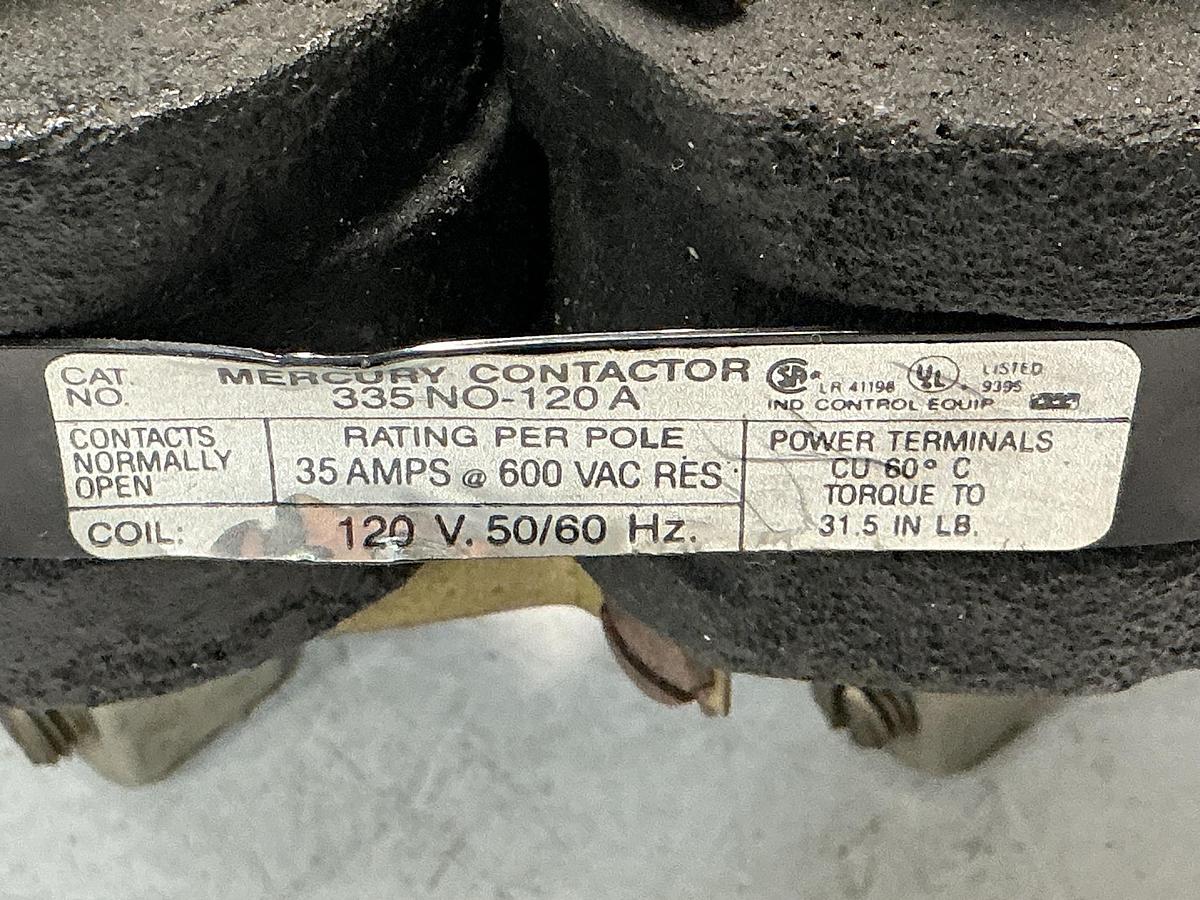 CAT. NO.
MERCURY CONTACTOR
335 NO-120 A
SA® LR 41198 UL® LISTED 9395
IND CONTROL EQUIP
CONTACTS
NORMALLY
OPEN
RATING PER POLE
35 AMPS @ 600 VAC RES.
POWER TERMINALS
CU 60° C
TORQUE TO
31.5 IN LB.
COIL:
120 V. 50/60 Hz.